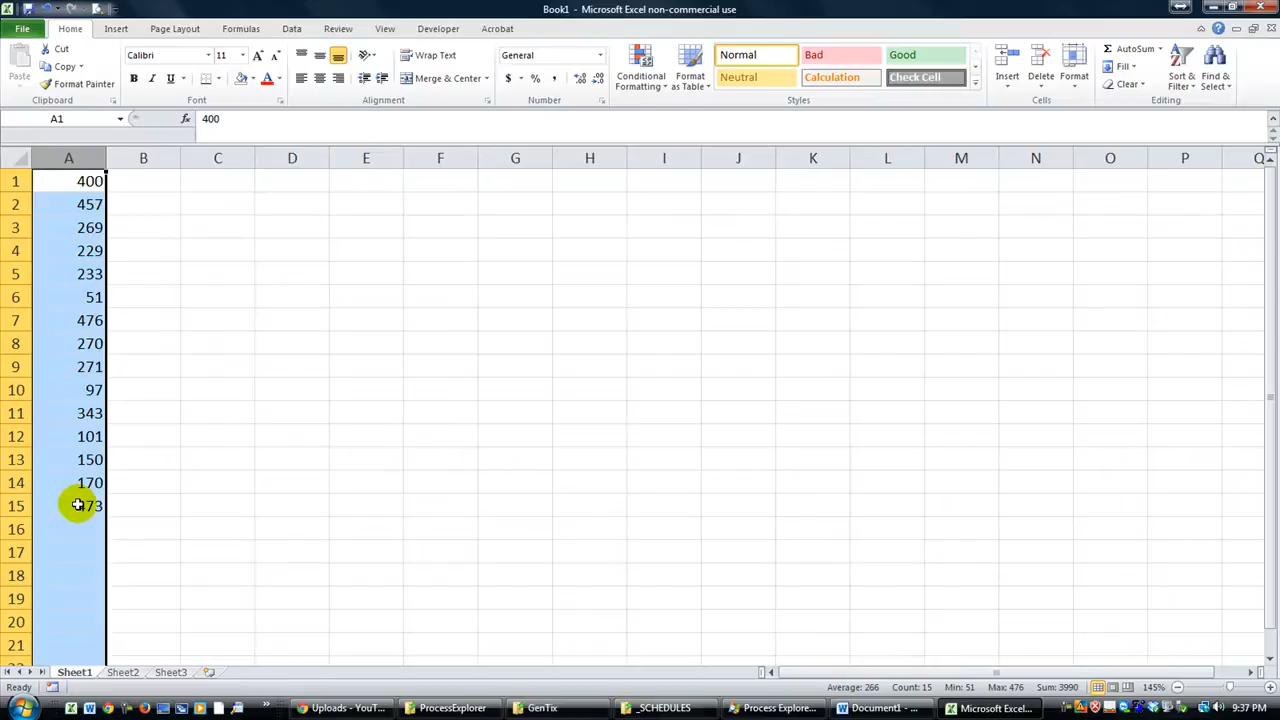 Book1 - Microsoft Excel non-commercial use
File Home Insert Page Layout Formulas Data Review View Developer Acrobat
Paste
Cut
Copy
Format Painter
Clipboard
Calibri 11
B I U
Font
Wrap Text
Merge & Center
Alignment
General
$ % ,
Number
Conditional Formatting
Format as Table
Normal Bad Good
Neutral Calculation Check Cell
Styles
Insert Delete Format
Cells
Σ AutoSum
Fill
Clear
Sort & Filter
Find & Select
Editing
A1 fx 400
A B C D E F G H I J K L M N O P Q
1 400
2 457
3 269
4 229
5 233
6 51
7 476
8 270
9 271
10 97
11 343
12 101
13 150
14 170
15 73
16
17
18
19
20
21
Sheet1 Sheet2 Sheet3
Ready Average: 266 Count: 15 Min: 51 Max: 476 Sum: 3990 145%
Uploads - YouT... ProcessExplorer GenTix _SCHEDULES Process Explore... Document1 - ... Microsoft Excel... 9:37 PM